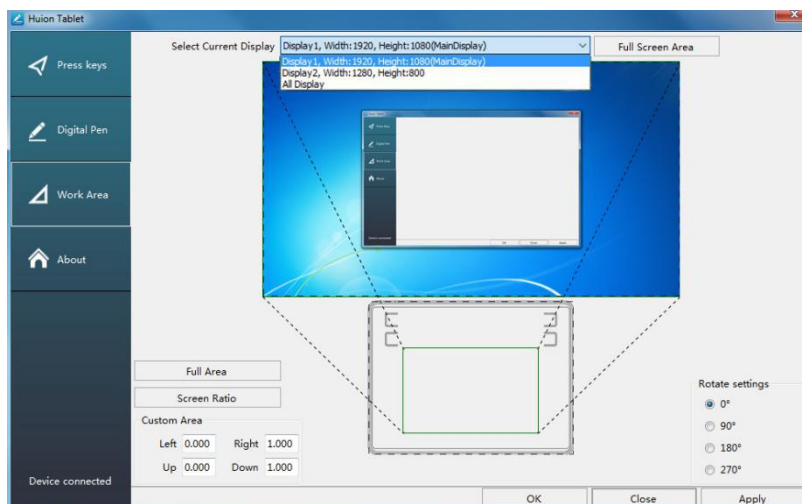 Huion Tablet
Select Current Display Display1, Width:1920, Height:1080(MainDisplay) Full Screen Area
Display1, Width:1920, Height:1080(MainDisplay)
Display2, Width:1280, Height:800
All Display
Press keys
Digital Pen
Work Area
About
Full Area
Screen Ratio
Custom Area
Left 0.000 Right 1.000
Up 0.000 Down 1.000
Rotate settings
0°
90°
180°
270°
Device connected
OK Close Apply